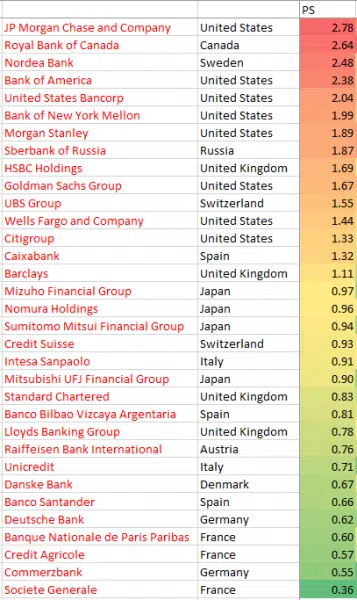 PS
JP Morgan Chase and Company United States 2.78
Royal Bank of Canada Canada 2.64
Nordea Bank Sweden 2.48
Bank of America United States 2.38
United States Bancorp United States 2.04
Bank of New York Mellon United States 1.99
Morgan Stanley United States 1.89
Sberbank of Russia Russia 1.87
HSBC Holdings United Kingdom 1.69
Goldman Sachs Group United States 1.67
UBS Group Switzerland 1.55
Wells Fargo and Company United States 1.44
Citigroup United States 1.33
Caixabank Spain 1.32
Barclays United Kingdom 1.11
Mizuho Financial Group Japan 0.97
Nomura Holdings Japan 0.96
Sumitomo Mitsui Financial Group Japan 0.94
Credit Suisse Switzerland 0.93
Intesa Sanpaolo Italy 0.91
Mitsubishi UFJ Financial Group Japan 0.90
Standard Chartered United Kingdom 0.83
Banco Bilbao Vizcaya Argentaria Spain 0.81
Lloyds Banking Group United Kingdom 0.78
Raiffeisen Bank International Austria 0.76
Unicredit Italy 0.71
Danske Bank Denmark 0.67
Banco Santander Spain 0.66
Deutsche Bank Germany 0.62
Banque Nationale de Paris Paribas France 0.60
Credit Agricole France 0.57
Commerzbank Germany 0.55
Societe Generale France 0.36